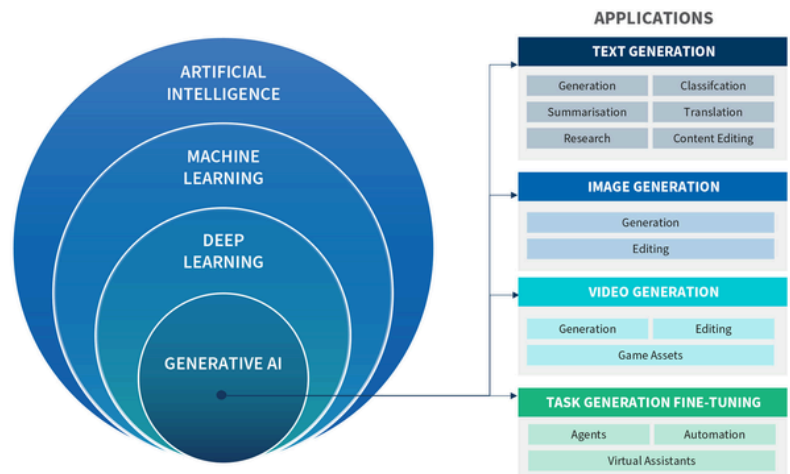 ARTIFICIAL
INTELLIGENCE
MACHINE
LEARNING
DEEP
LEARNING
GENERATIVE AI
APPLICATIONS
TEXT GENERATION
Generation
Classifcation
Summarisation
Translation
Research
Content Editing
IMAGE GENERATION
Generation
Editing
VIDEO GENERATION
Generation
Editing
Game Assets
TASK GENERATION FINE-TUNING
Agents
Automation
Virtual Assistants